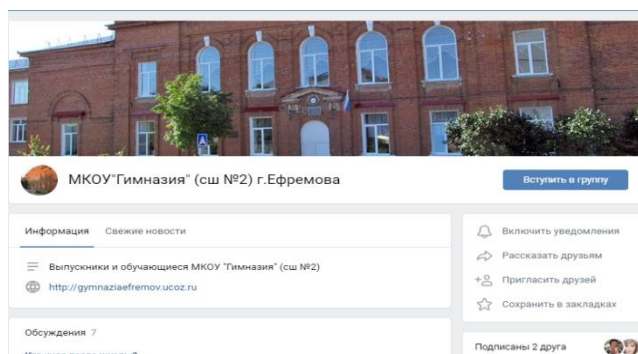 МКОУ"Гимназия" (сш №2) г.Ефремова
Вступить в группу
Информация Свежие новости
Выпускники и обучающиеся МКОУ "Гимназия" (сш №2)
http://gymnaziaefremov.ucoz.ru
Включить уведомления
Рассказать друзьям
Пригласить друзей
Сохранить в закладках
Обсуждения 7
Подписаны 2 друга